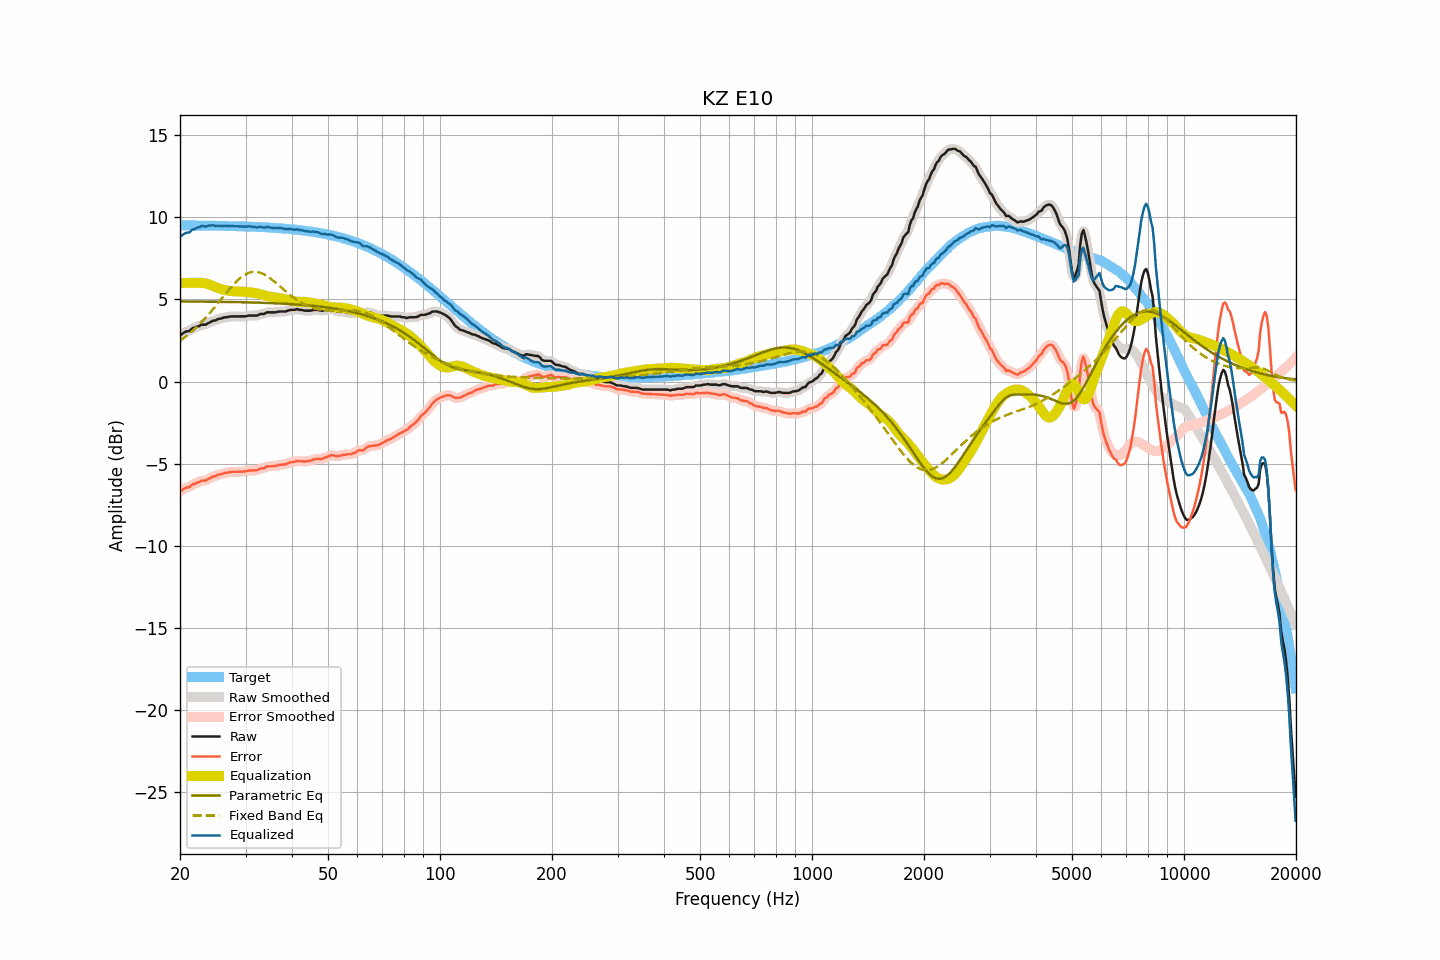 KZ E10
15
10
5
0
−5
−10
−15
−20
−25
Amplitude (dBr)
Target
Raw Smoothed
Error Smoothed
Raw
Error
Equalization
Parametric Eq
Fixed Band Eq
Equalized
20 50 100 200 500 1000 2000 5000 10000 20000
Frequency (Hz)